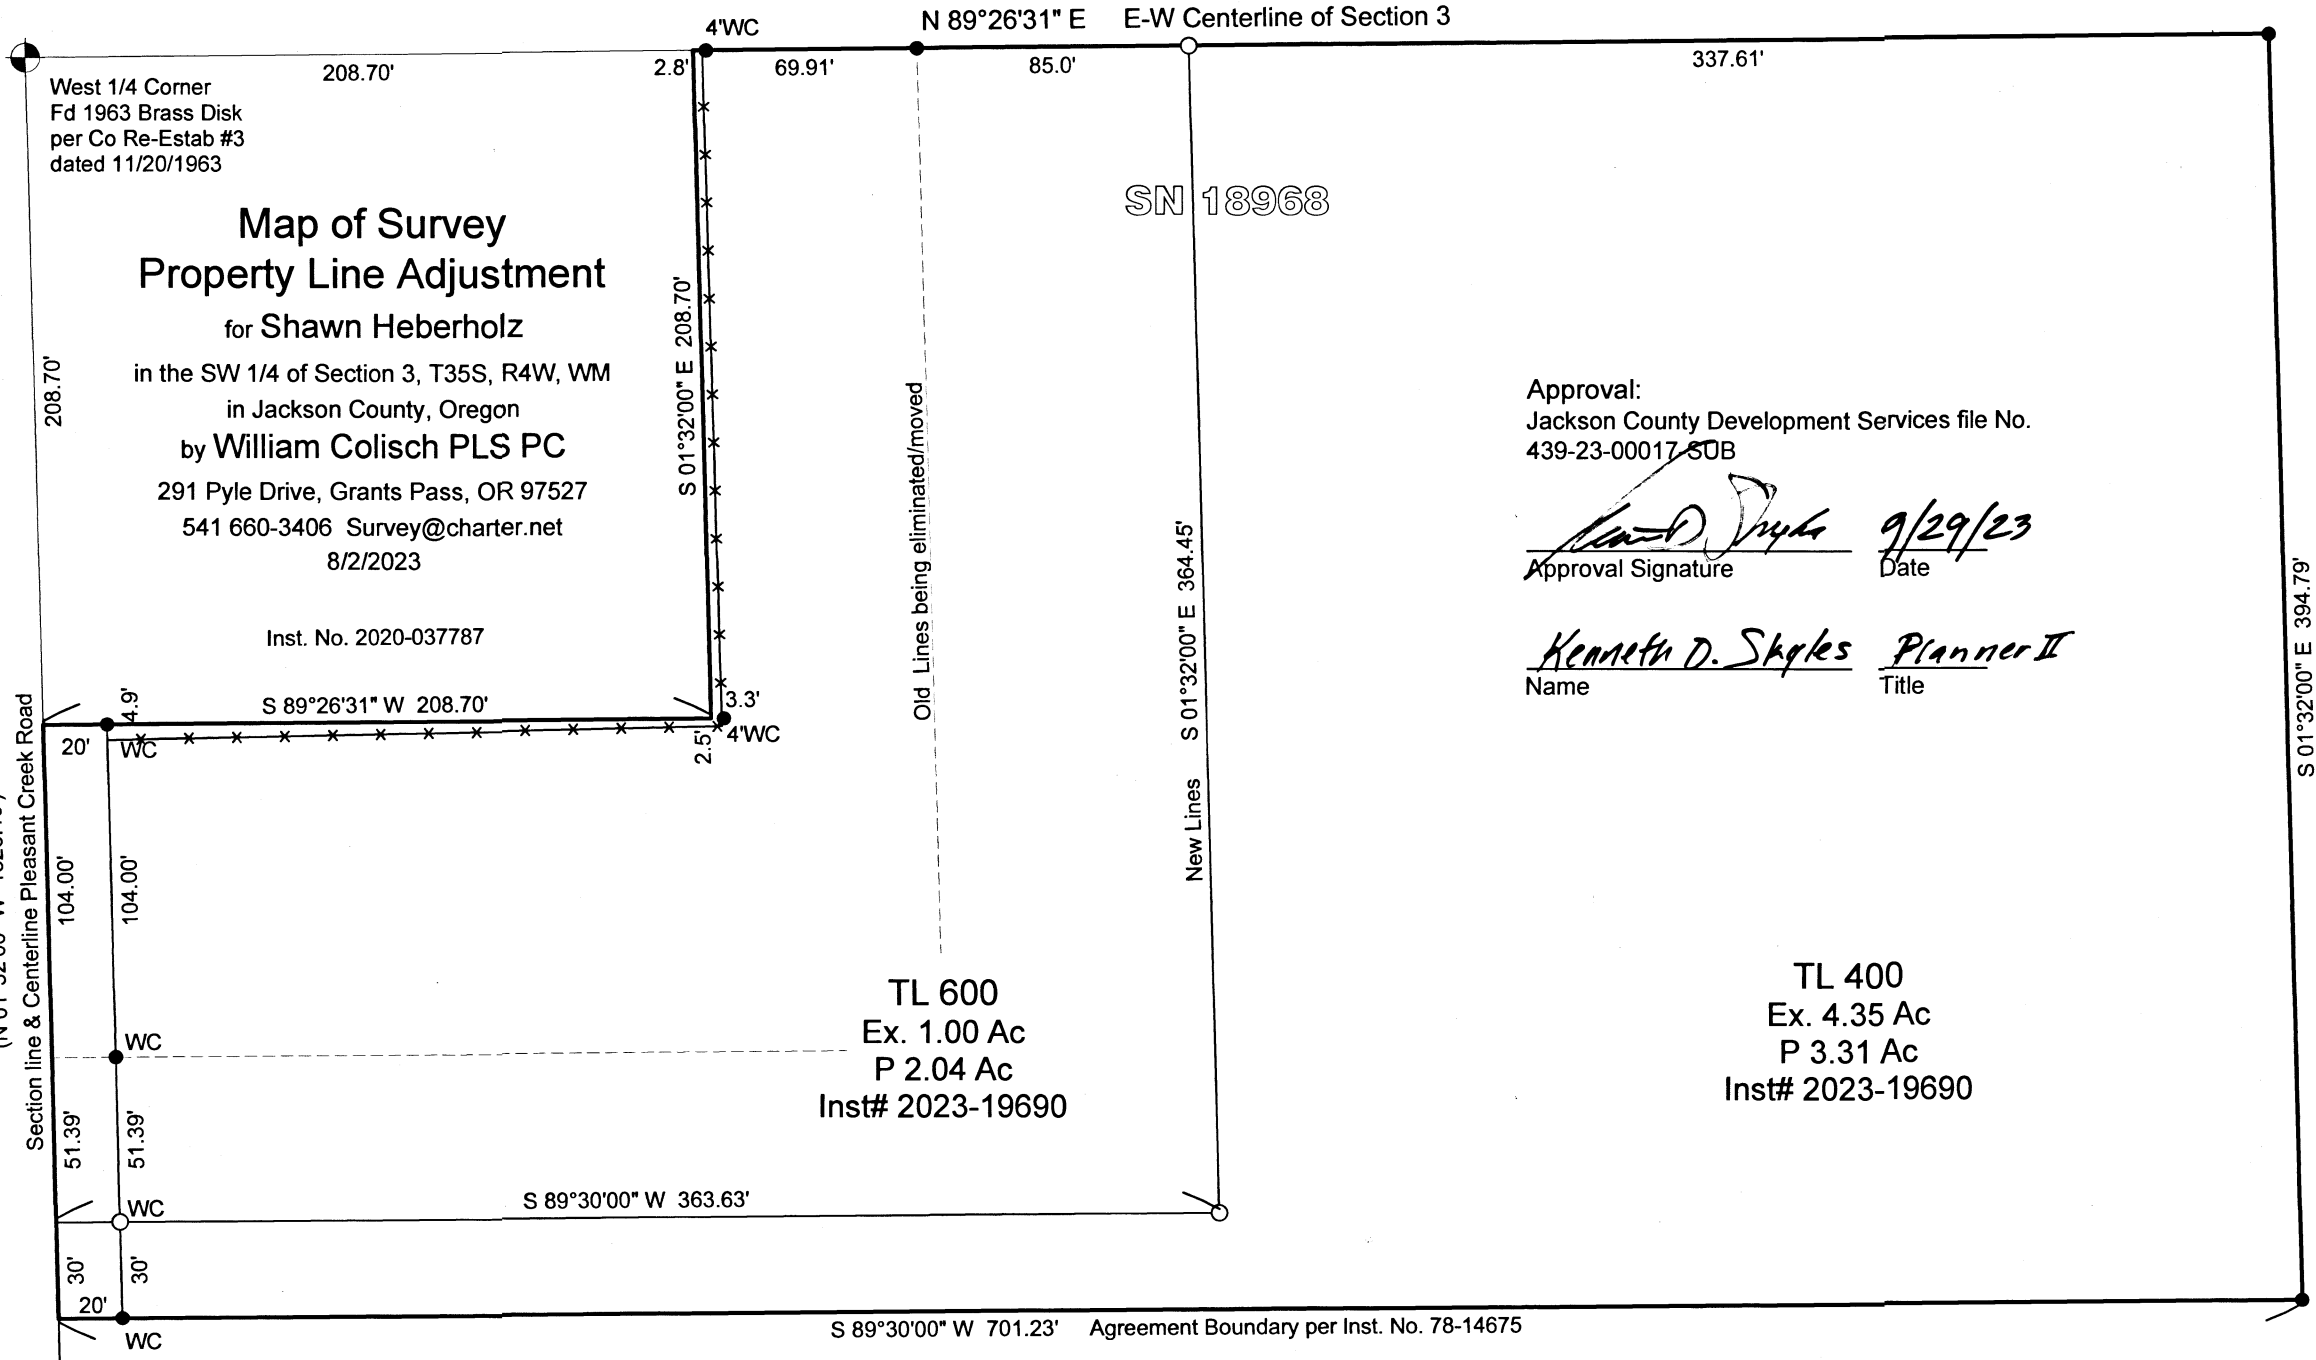 N 89°26'31" E E-W Centerline of Section 3
4'WC
208.70'
2.8'
69.91'
85.0'
337.61'
West 1/4 Corner
Fd 1963 Brass Disk
per Co Re-Estab #3
dated 11/20/1963
SN 18968
Map of Survey
Property Line Adjustment
for Shawn Heberholz
in the SW 1/4 of Section 3, T35S, R4W, WM
in Jackson County, Oregon
by William Colisch PLS PC
291 Pyle Drive, Grants Pass, OR 97527
541 660-3406 Survey@charter.net
8/2/2023
Inst. No. 2020-037787
208.70'
S 01°32'00" E 208.70'
Old Lines being eliminated/moved
New Lines S 01°32'00" E 364.45'
Approval:
Jackson County Development Services file No.
439-23-00017-SUB
9/29/23
Approval Signature Date
Kenneth D. Skyles Planner II
Name Title
S 01°32'00" E 394.79'
S 89°26'31" W 208.70'
4.9'
3.3'
20'
WC
2.5'
4'WC
Section line & Centerline Pleasant Creek Road
104.00'
104.00'
TL 600
Ex. 1.00 Ac
P 2.04 Ac
Inst# 2023-19690
TL 400
Ex. 4.35 Ac
P 3.31 Ac
Inst# 2023-19690
WC
51.39'
51.39'
WC
S 89°30'00" W 363.63'
30'
30'
20'
WC
S 89°30'00" W 701.23' Agreement Boundary per Inst. No. 78-14675